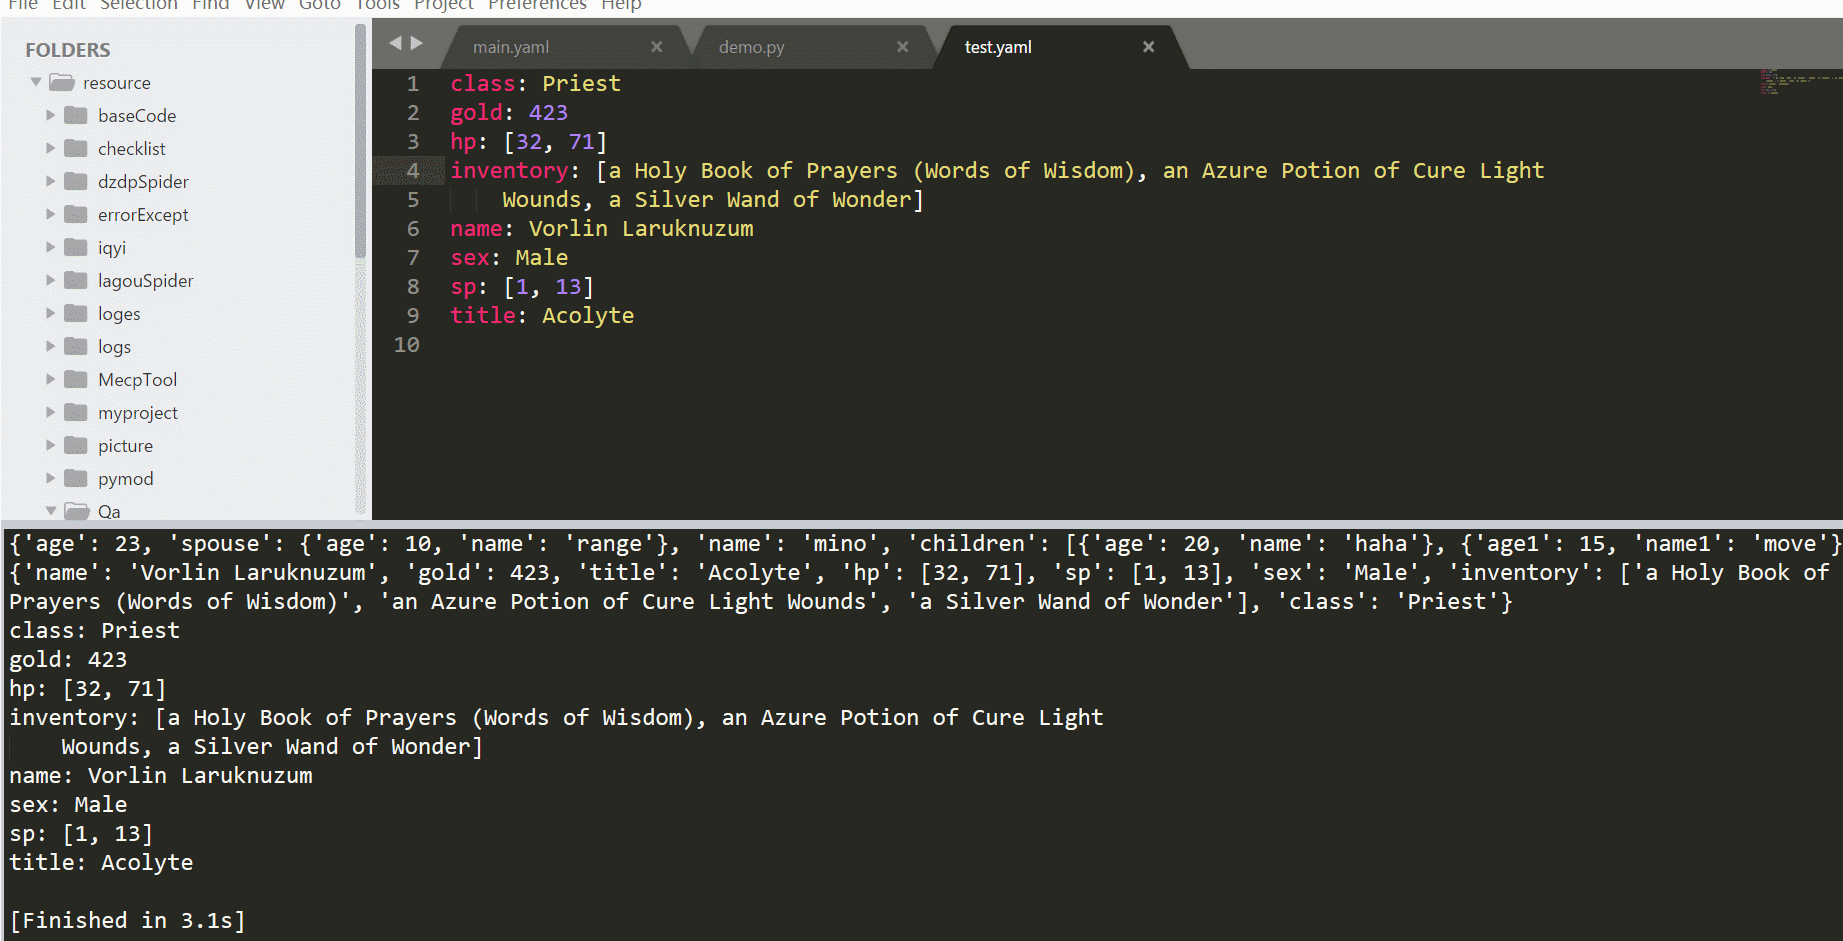 File Edit Selection Find View Goto Tools Project Preferences Help
FOLDERS
resource
baseCode
checklist
dzdpSpider
errorExcept
iqyi
lagouSpider
loges
logs
MecpTool
myproject
picture
pymod
Qa
main.yaml × demo.py × test.yaml ×
1 class: Priest
2 gold: 423
3 hp: [32, 71]
4 inventory: [a Holy Book of Prayers (Words of Wisdom), an Azure Potion of Cure Light
5 Wounds, a Silver Wand of Wonder]
6 name: Vorlin Laruknuzum
7 sex: Male
8 sp: [1, 13]
9 title: Acolyte
10
{'age': 23, 'spouse': {'age': 10, 'name': 'range'}, 'name': 'mino', 'children': [{'age': 20, 'name': 'haha'}, {'age1': 15, 'name1': 'move'}
{'name': 'Vorlin Laruknuzum', 'gold': 423, 'title': 'Acolyte', 'hp': [32, 71], 'sp': [1, 13], 'sex': 'Male', 'inventory': ['a Holy Book of
Prayers (Words of Wisdom)', 'an Azure Potion of Cure Light Wounds', 'a Silver Wand of Wonder'], 'class': 'Priest'}
class: Priest
gold: 423
hp: [32, 71]
inventory: [a Holy Book of Prayers (Words of Wisdom), an Azure Potion of Cure Light
Wounds, a Silver Wand of Wonder]
name: Vorlin Laruknuzum
sex: Male
sp: [1, 13]
title: Acolyte
[Finished in 3.1s]